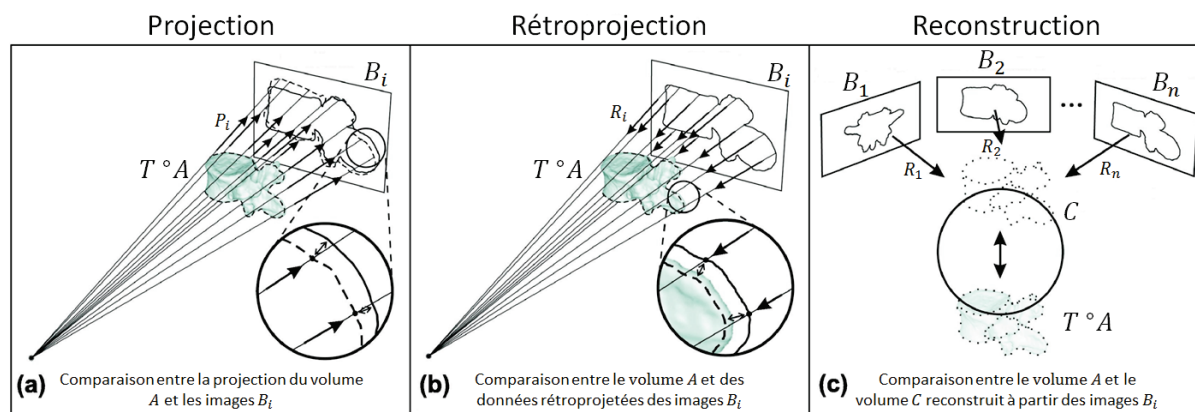 Projection
Rétroprojection
Reconstruction
B_i
P_i
T ° A
(a) Comparaison entre la projection du volume
A et les images B_i
B_i
R_i
T ° A
(b) Comparaison entre le volume A et des
données rétroprojetées des images B_i
B_1
B_2
...
B_n
R_1
R_2
R_n
C
T ° A
(c) Comparaison entre le volume A et le
volume C reconstruit à partir des images B_i